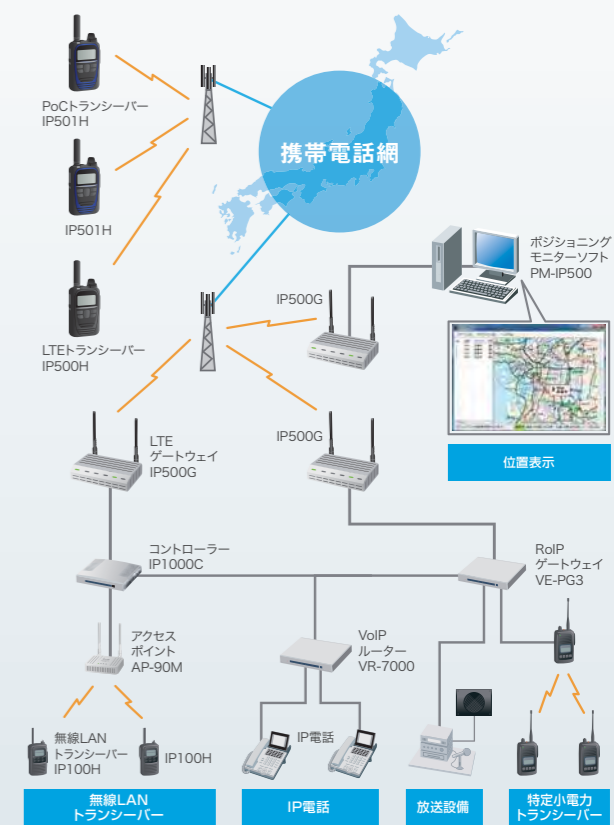 PoCトランシーバー
IP501H
携帯電話網
IP501H
ポジショニング
モニターソフト
PM-IP500
IP500G
LTEトランシーバー
IP500H
位置表示
LTE
ゲートウェイ
IP500G
IP500G
コントローラー
IP1000C
RoIP
ゲートウェイ
VE-PG3
アクセス
ポイント
AP-90M
VoIP
ルーター
VR-7000
無線LAN
トランシーバー
IP100H
IP100H
IP電話
無線LAN
トランシーバー
IP電話
放送設備
特定小電力
トランシーバー